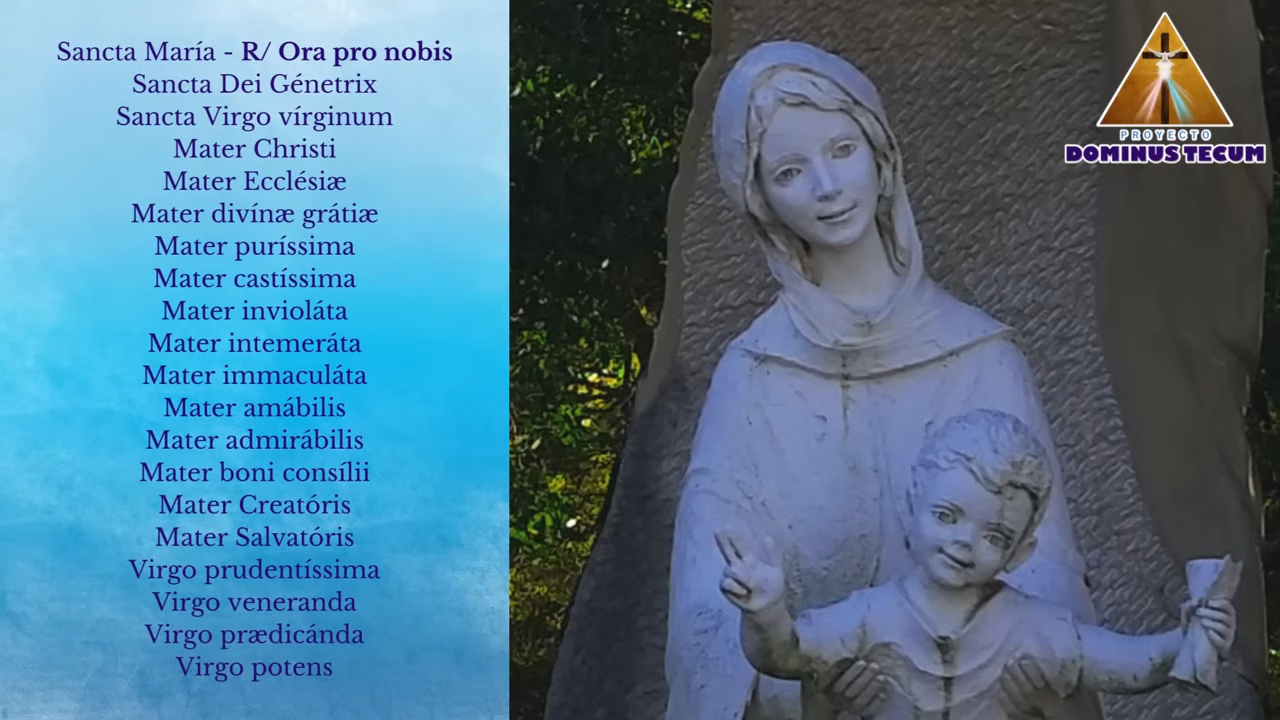 Sancta María - R/ Ora pro nobis
Sancta Dei Génetrix
Sancta Virgo vírginum
Mater Christi
Mater Ecclésiæ
Mater divínæ grátiæ
Mater puríssima
Mater castíssima
Mater invioláta
Mater intemeráta
Mater immaculáta
Mater amábilis
Mater admirábilis
Mater boni consílii
Mater Creatóris
Mater Salvatóris
Virgo prudentíssima
Virgo veneranda
Virgo prædicánda
Virgo potens
PROYECTO
DOMINUS TECUM